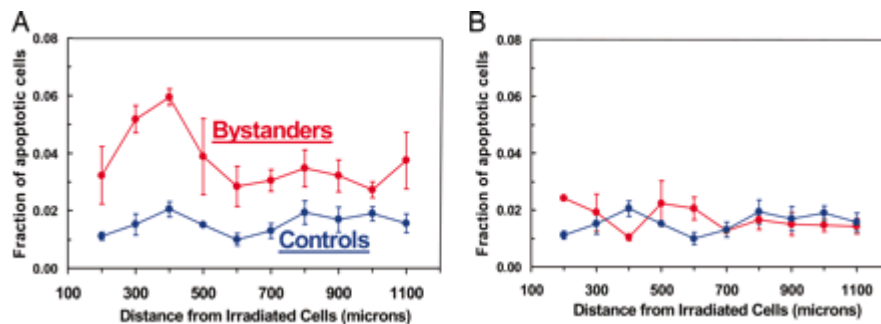 A
Fraction of apoptotic cells
0.08
0.06
0.04
0.02
0.00
Bystanders
Controls
100 300 500 700 900 1100
Distance from Irradiated Cells (microns)
B
Fraction of apoptotic cells
0.08
0.06
0.04
0.02
0.00
100 300 500 700 900 1100
Distance from Irradiated Cells (microns)